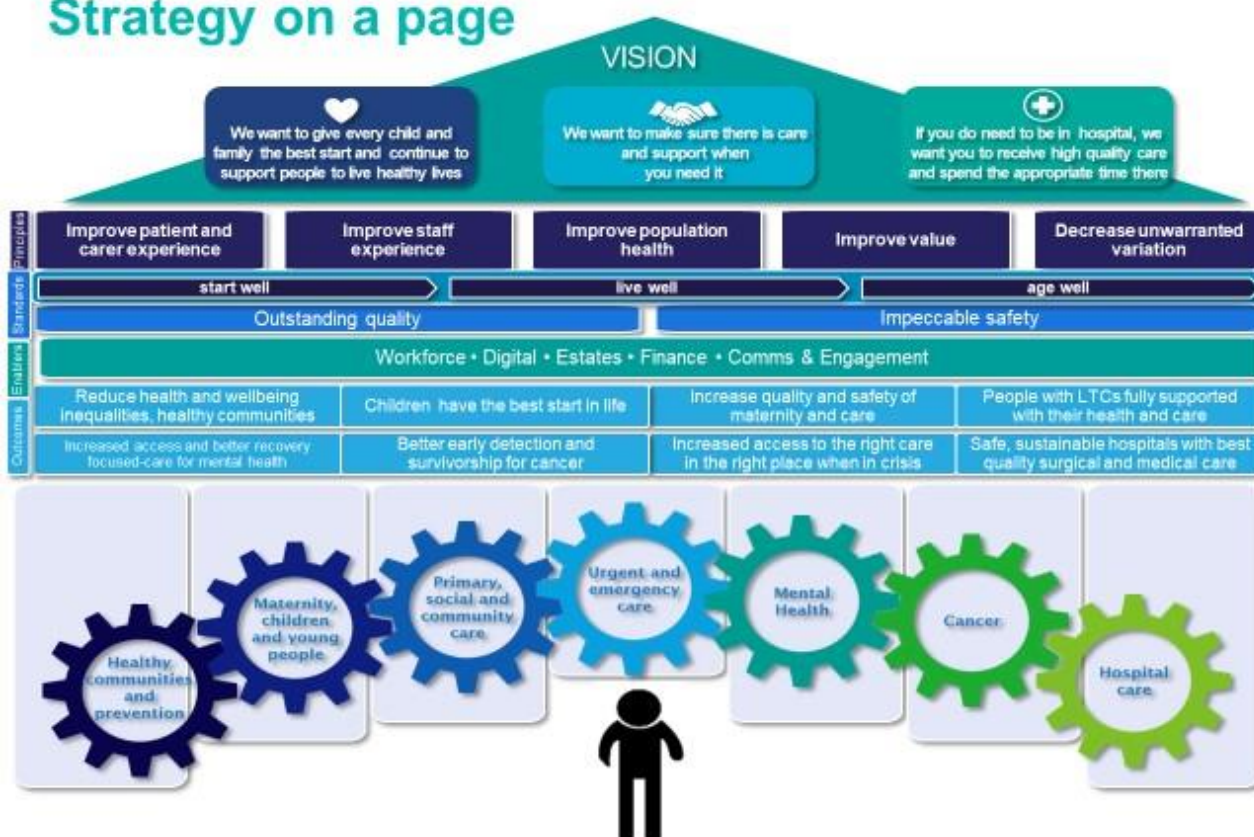 Strategy on a page
VISION
We want to give every child and
family the best start and continue to
support people to live healthy lives
We want to make sure there is care
and support when
you need it
If you do need to be in hospital, we
want you to receive high quality care
and spend the appropriate time there
Principles
Improve patient and
carer experience
Improve staff
experience
Improve population
health
Improve value
Decrease unwarranted
variation
Standards
start well
live well
age well
Outstanding quality
Impeccable safety
Enablers
Workforce • Digital • Estates • Finance • Comms & Engagement
Outcomes
Reduce health and wellbeing
inequalities, healthy communities
Children have the best start in life
Increase quality and safety of
maternity and care
People with LTCs fully supported
with their health and care
Increased access and better recovery
focused-care for mental health
Better early detection and
survivorship for cancer
Increased access to the right care
in the right place when in crisis
Safe, sustainable hospitals with best
quality surgical and medical care
Healthy
communities
and
prevention
Maternity,
children
and young
people
Primary,
social and
community
care
Urgent and
emergency
care
Mental
Health
Cancer
Hospital
care